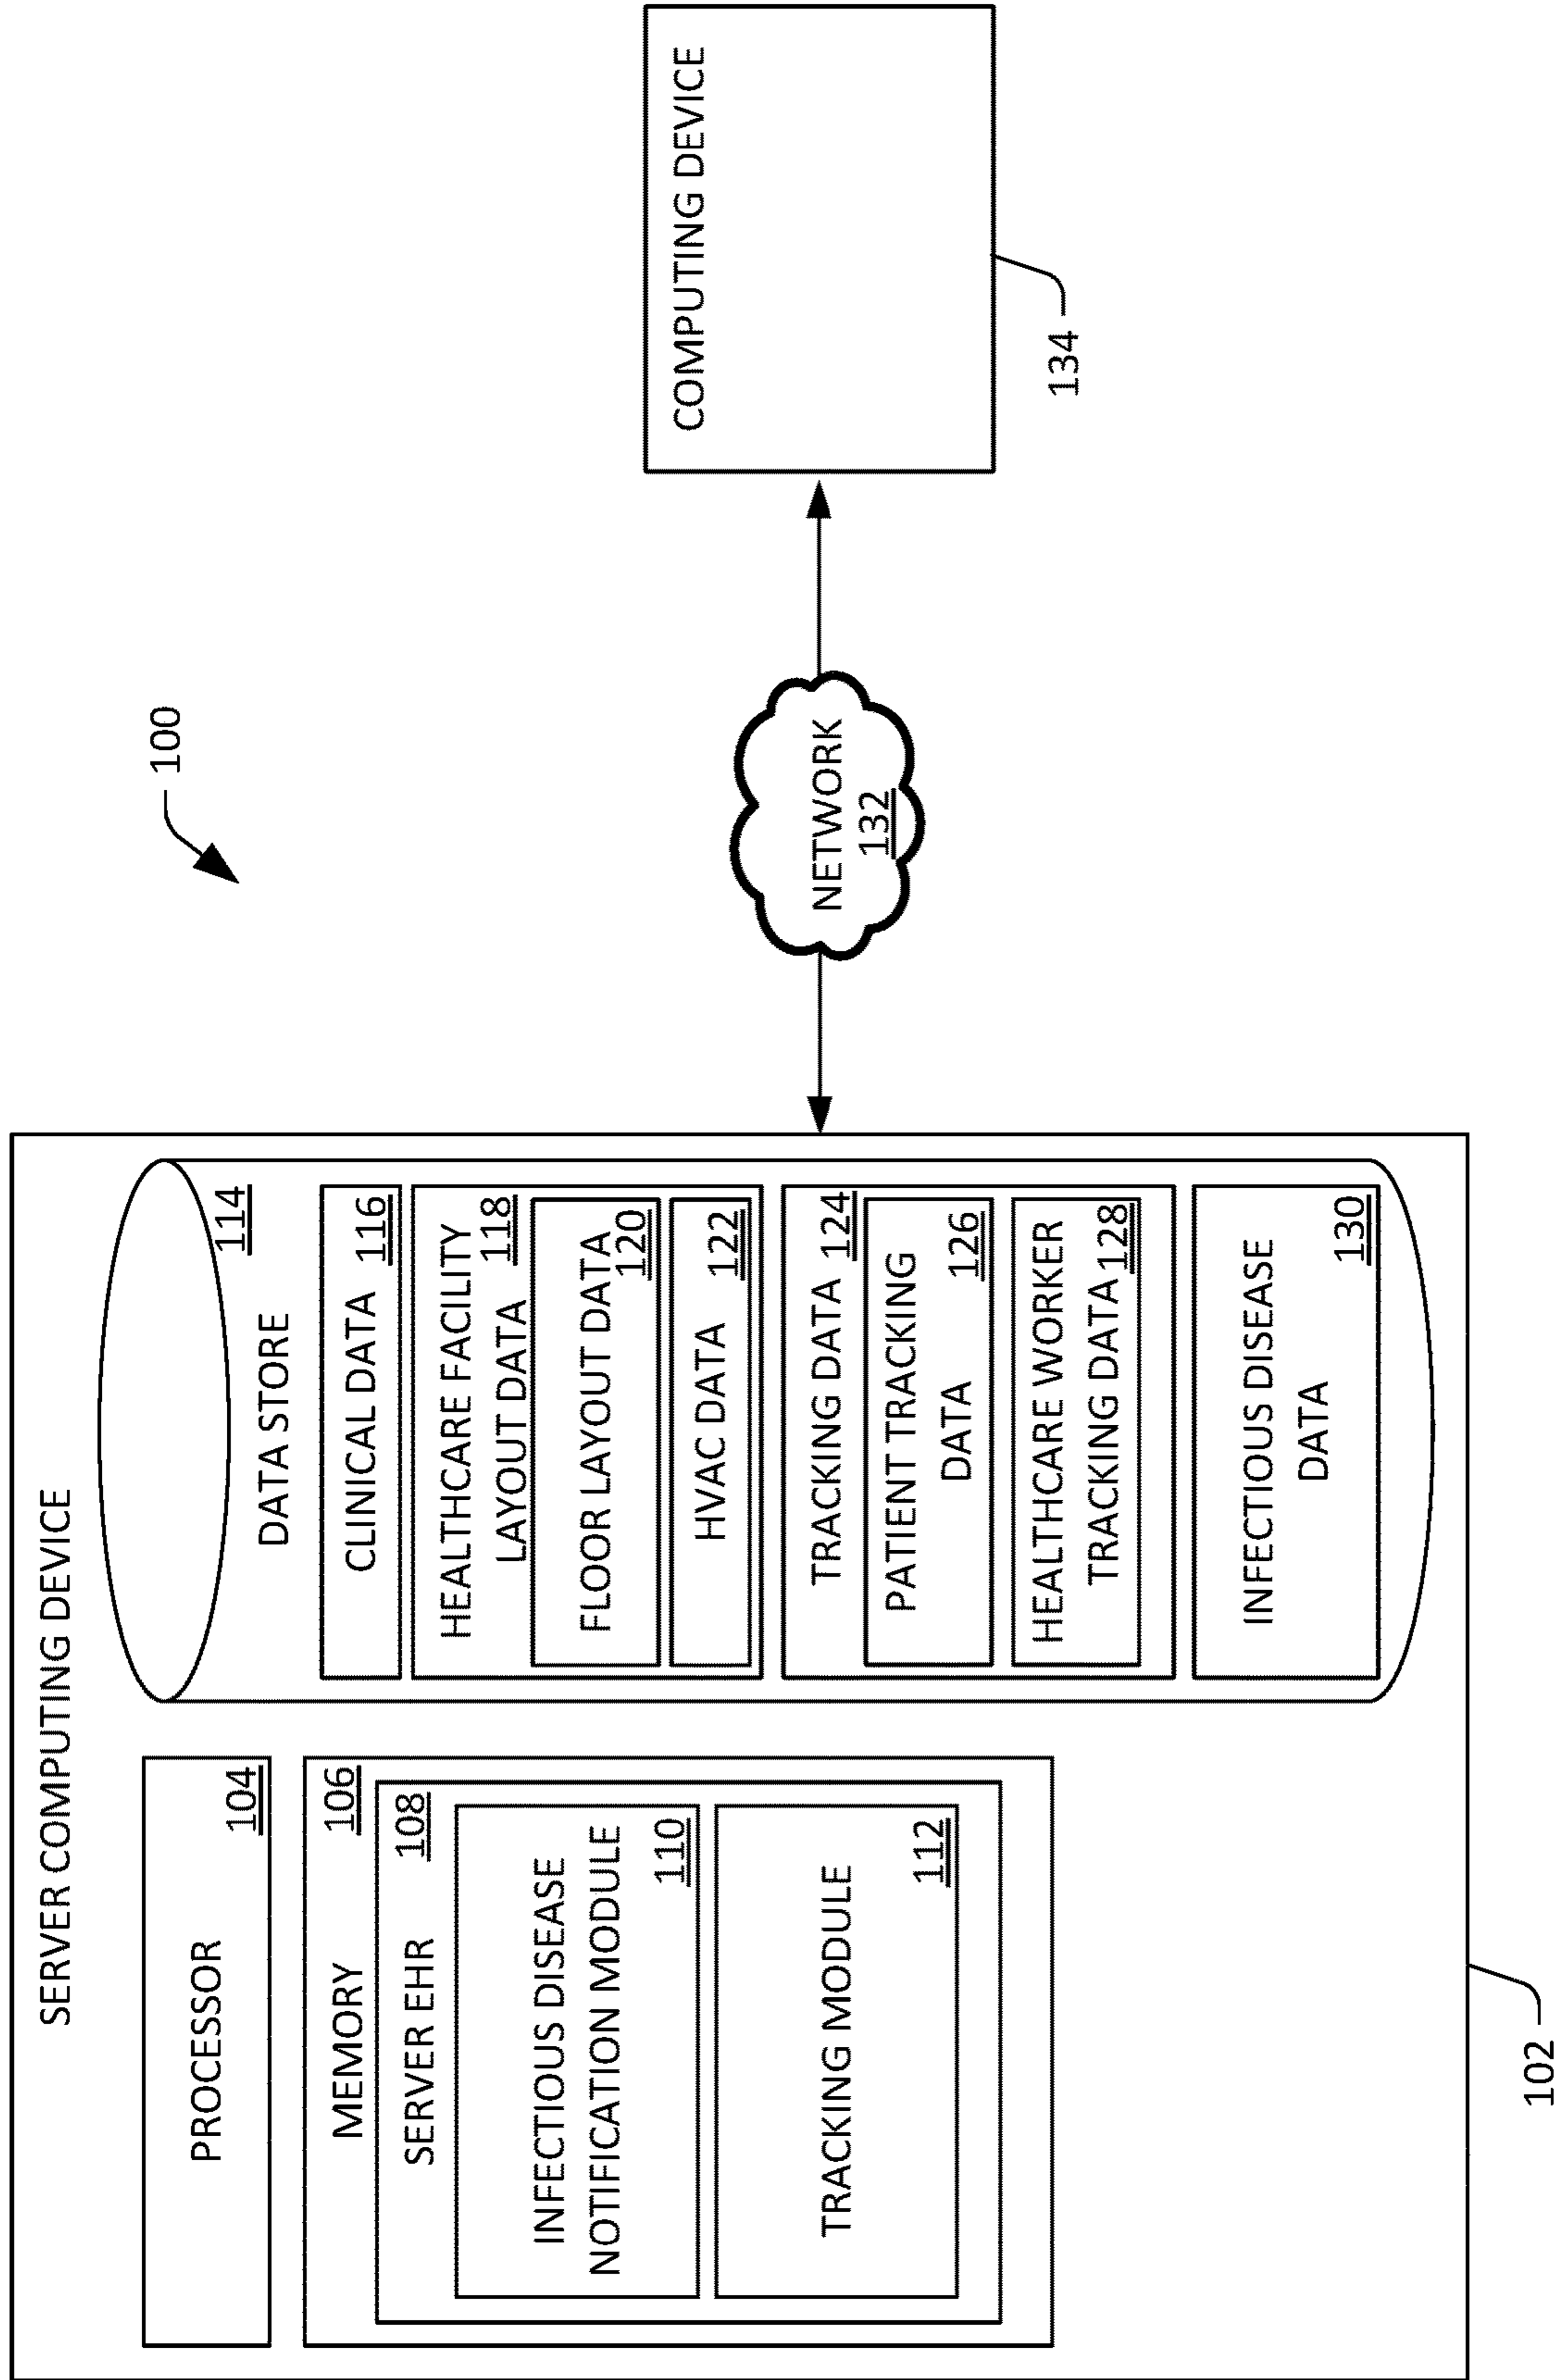 100
SERVER COMPUTING DEVICE
PROCESSOR
104
MEMORY
106
SERVER EHR
108
INFECTIOUS DISEASE
NOTIFICATION MODULE
110
TRACKING MODULE
112
114
DATA STORE
CLINICAL DATA 116
HEALTHCARE FACILITY
LAYOUT DATA 118
FLOOR LAYOUT DATA
120
HVAC DATA 122
TRACKING DATA 124
PATIENT TRACKING
DATA 126
HEALTHCARE WORKER
TRACKING DATA 128
INFECTIOUS DISEASE
DATA 130
102
NETWORK
132
COMPUTING DEVICE
134